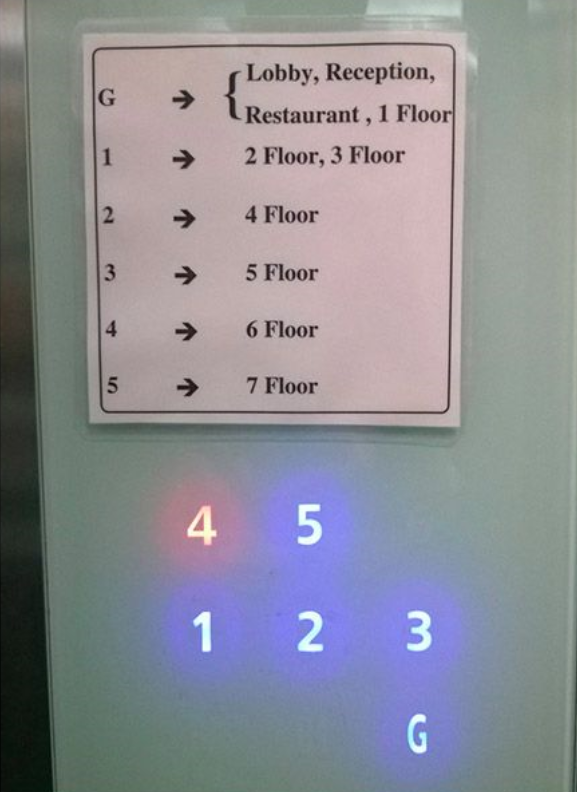 G → { Lobby, Reception,
Restaurant , 1 Floor
1 → 2 Floor, 3 Floor
2 → 4 Floor
3 → 5 Floor
4 → 6 Floor
5 → 7 Floor
4 5
1 2 3
G